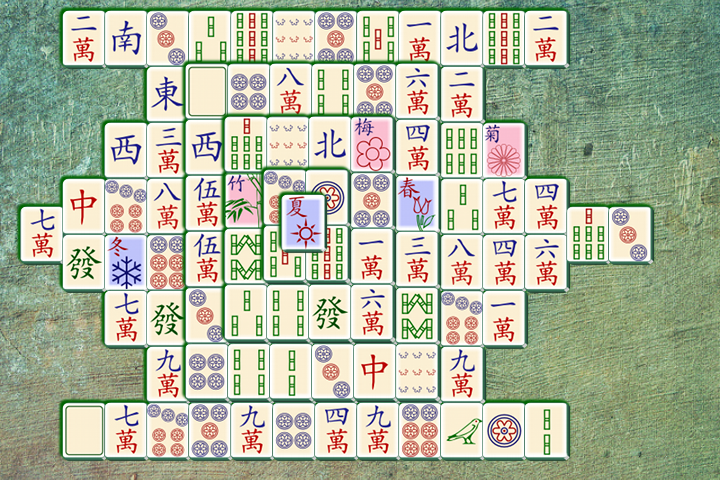 二萬 南 一萬 北 二萬
東 八萬 六萬 二萬
西 三萬 西 北 梅 四萬 菊
中 八萬 伍萬 竹 春 七萬 四萬
七萬 夏
發 冬 伍萬 一萬 三萬 八萬 四萬 六萬
七萬 發 發 六萬 一萬
九萬 中 九萬
七萬 九萬 四萬 九萬